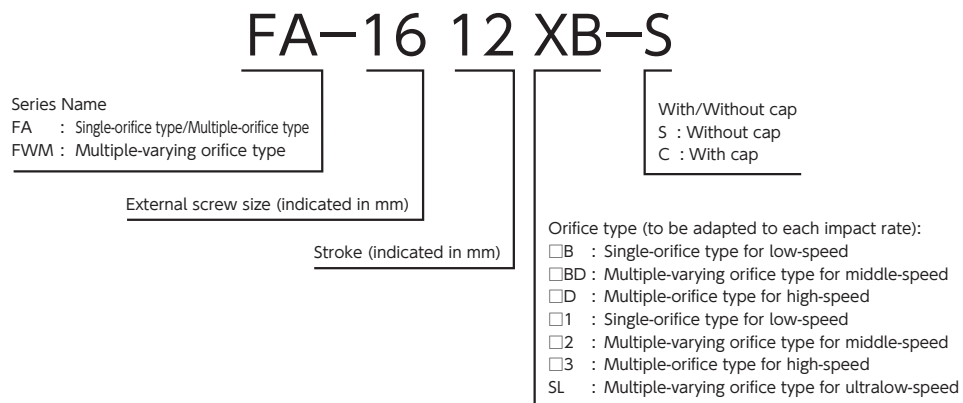 FA-16 12 XB-S
Series Name
FA : Single-orifice type/Multiple-orifice type
FWM : Multiple-varying orifice type
External screw size (indicated in mm)
Stroke (indicated in mm)
With/Without cap
S : Without cap
C : With cap
Orifice type (to be adapted to each impact rate):
□B : Single-orifice type for low-speed
□BD : Multiple-varying orifice type for middle-speed
□D : Multiple-orifice type for high-speed
□1 : Single-orifice type for low-speed
□2 : Multiple-varying orifice type for middle-speed
□3 : Multiple-orifice type for high-speed
SL : Multiple-varying orifice type for ultralow-speed